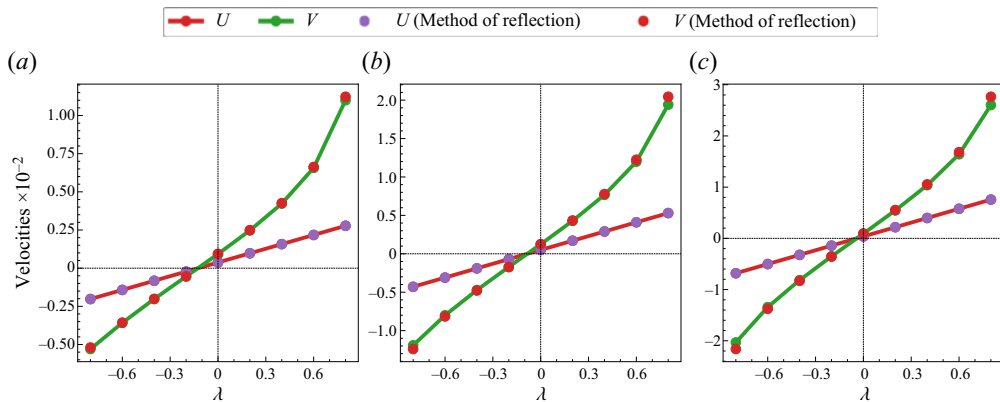 U V U (Method of reflection) V (Method of reflection)
(a) (b) (c)
Velocities ×10−2
1.00
0.75
0.50
0.25
0
−0.25
−0.50
−0.6 −0.3 0 0.3 0.6
λ
2.0
1.5
1.0
0.5
0
−0.5
−1.0
−0.6 −0.3 0 0.3 0.6
λ
3
2
1
0
−1
−2
−0.6 −0.3 0 0.3 0.6
λ